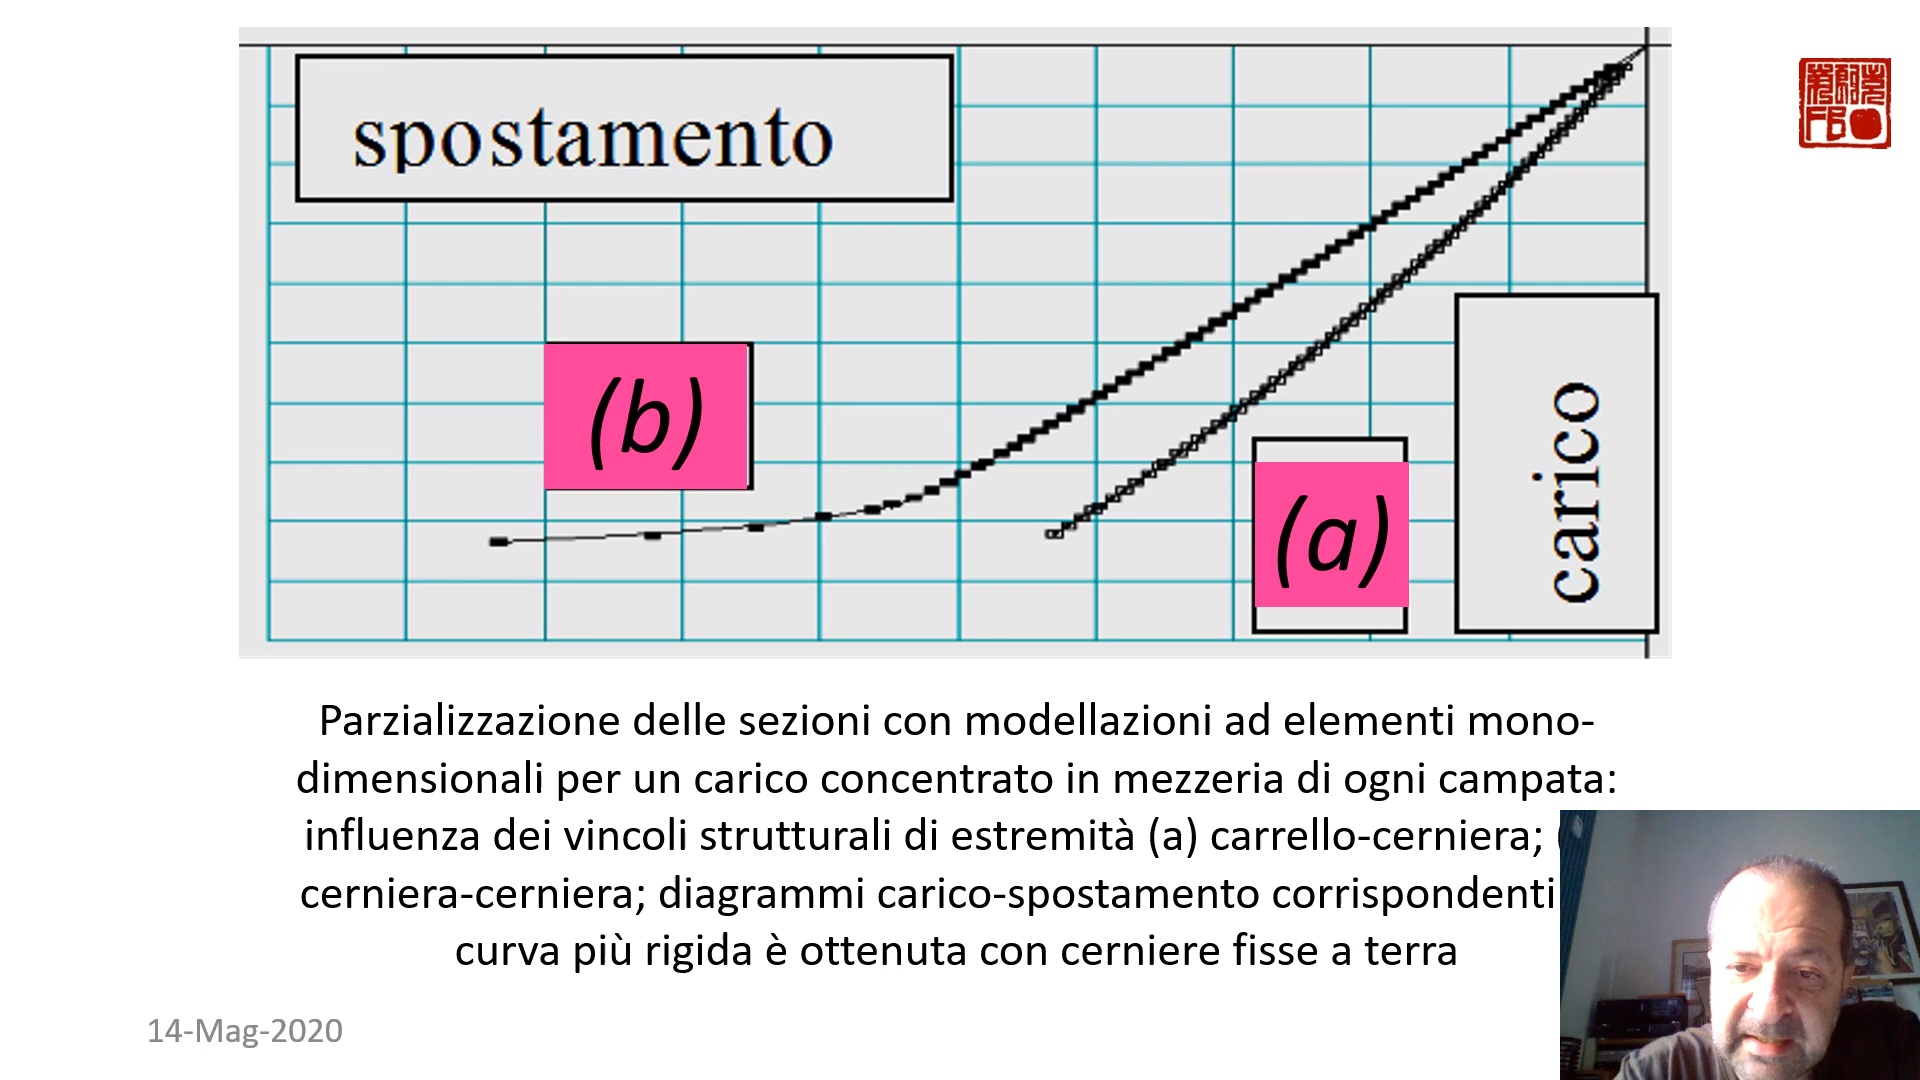 spostamento
(b)
(a)
carico
Parzializzazione delle sezioni con modellazioni ad elementi mono-
dimensionali per un carico concentrato in mezzeria di ogni campata:
influenza dei vincoli strutturali di estremità (a) carrello-cerniera;
cerniera-cerniera; diagrammi carico-spostamento corrispondenti
curva più rigida è ottenuta con cerniere fisse a terra
14-Mag-2020